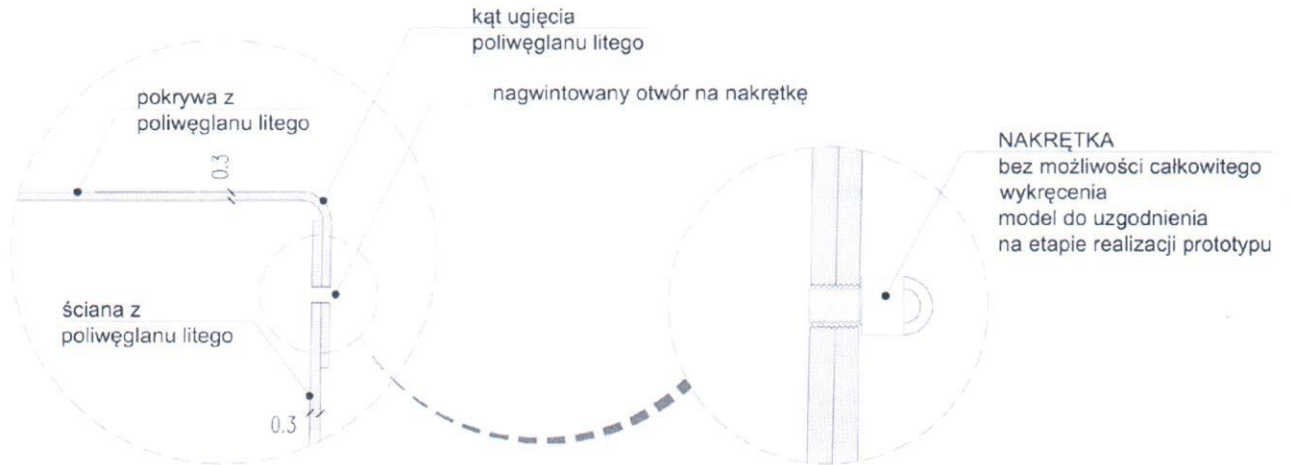 kąt ugięcia
poliwęglanu litego
pokrywa z
poliwęglanu litego
nagwintowany otwór na nakrętkę
0.3
NAKRĘTKA
bez możliwości całkowitego
wykręcenia
model do uzgodnienia
na etapie realizacji prototypu
ściana z
poliwęglanu litego
0.3